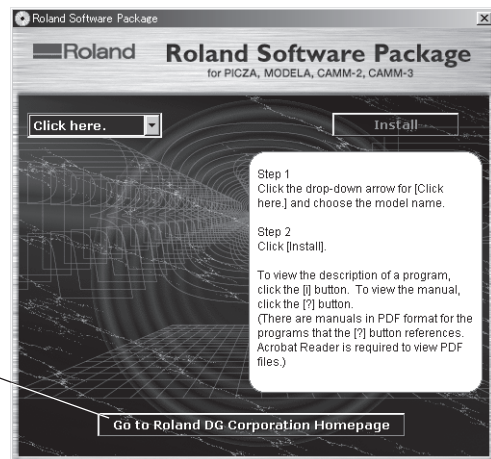 Roland Software Package
Roland
Roland Software Package
for PICZA, MODELA, CAMM-2, CAMM-3
Click here.
Install
Step 1
Click the drop-down arrow for [Click
here.] and choose the model name.
Step 2
Click [Install].
To view the description of a program,
click the [i] button. To view the manual,
click the [?] button.
(There are manuals in PDF format for the
programs that the [?] button references.
Acrobat Reader is required to view PDF
files.)
Go to Roland DG Corporation Homepage